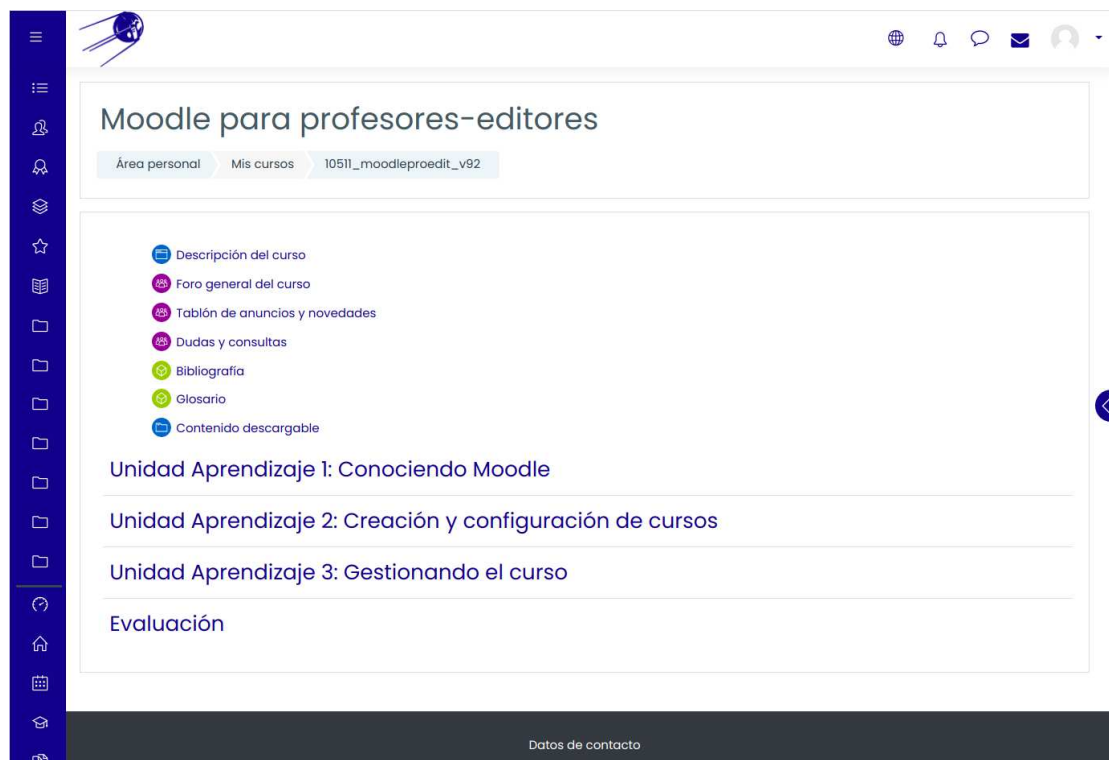 Moodle para profesores-editores
Área personal Mis cursos 10511_moodleproedit_v92
Descripción del curso
Foro general del curso
Tablón de anuncios y novedades
Dudas y consultas
Bibliografía
Glosario
Contenido descargable
Unidad Aprendizaje 1: Conociendo Moodle
Unidad Aprendizaje 2: Creación y configuración de cursos
Unidad Aprendizaje 3: Gestionando el curso
Evaluación
Datos de contacto